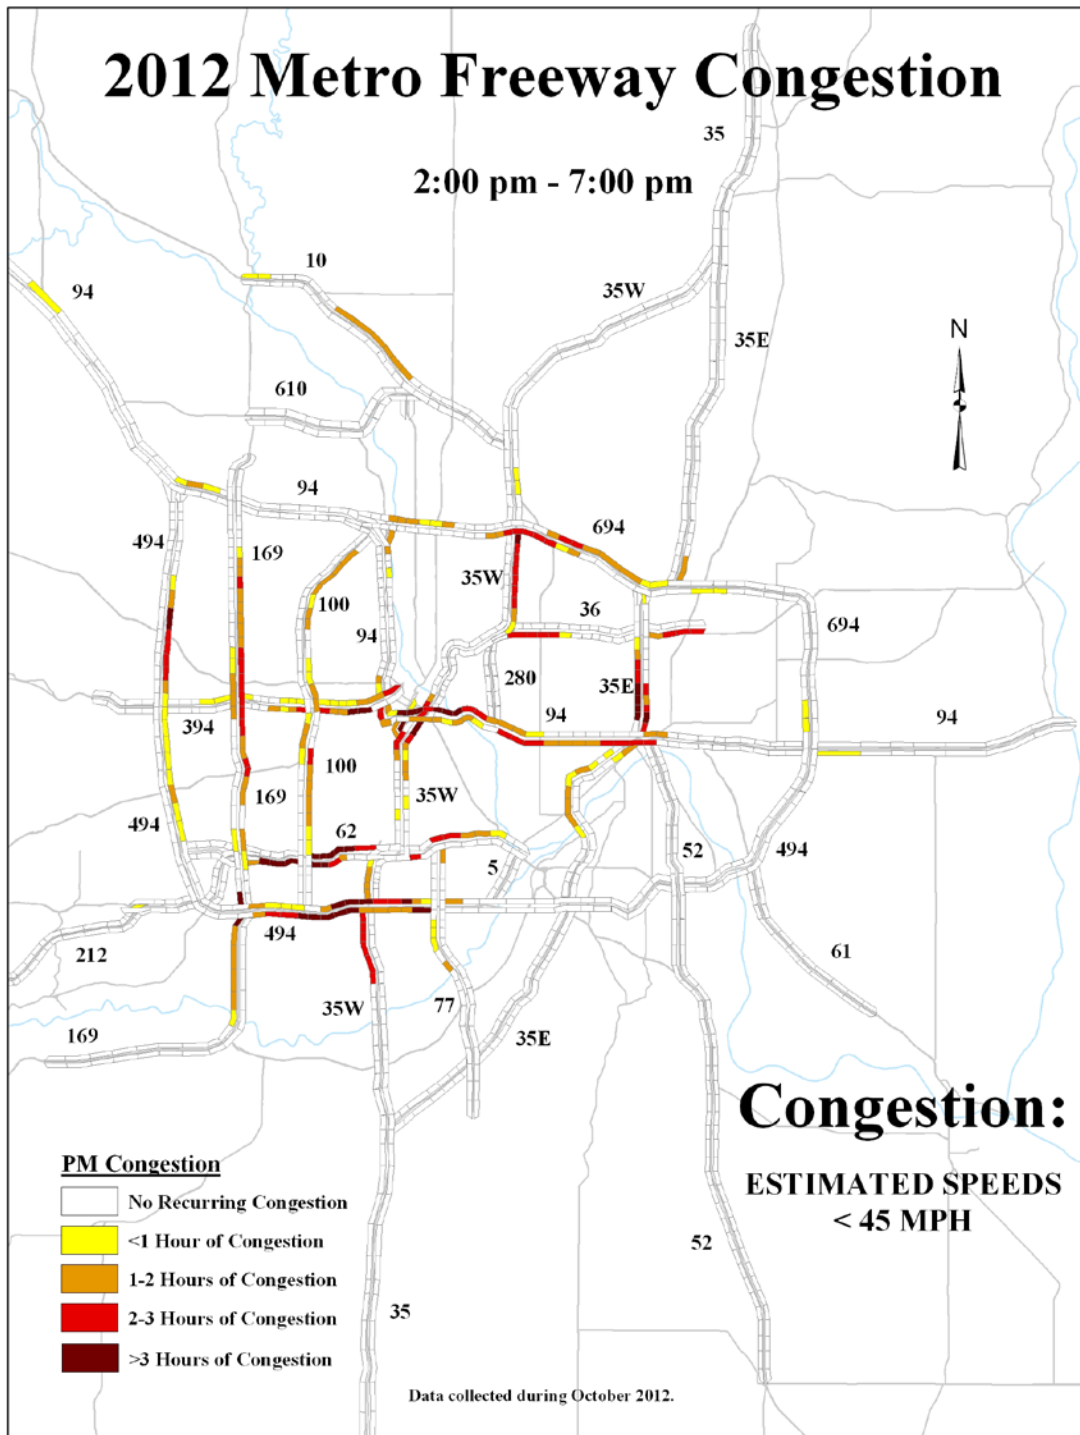 2012 Metro Freeway Congestion
35
2:00 pm - 7:00 pm
10
94
35W
N
35E
610
94
694
494
169
35W
100
36
94
694
280
35E
394
94
94
100
169
35W
494
62
52
494
5
494
212
61
35W
77
35E
169
Congestion:
PM Congestion
ESTIMATED SPEEDS
< 45 MPH
No Recurring Congestion
<1 Hour of Congestion
52
1-2 Hours of Congestion
35
2-3 Hours of Congestion
>3 Hours of Congestion
Data collected during October 2012.